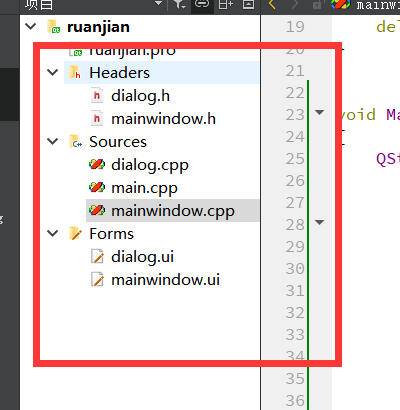 项目
mainw
ruanjian
ruanjian.pro
Headers
dialog.h
mainwindow.h
Sources
dialog.cpp
main.cpp
mainwindow.cpp
Forms
dialog.ui
mainwindow.ui
19 del
20
21
22
23 void Ma
24
25 QSt
26
27
28
29
30
31
32
33
34
35
36